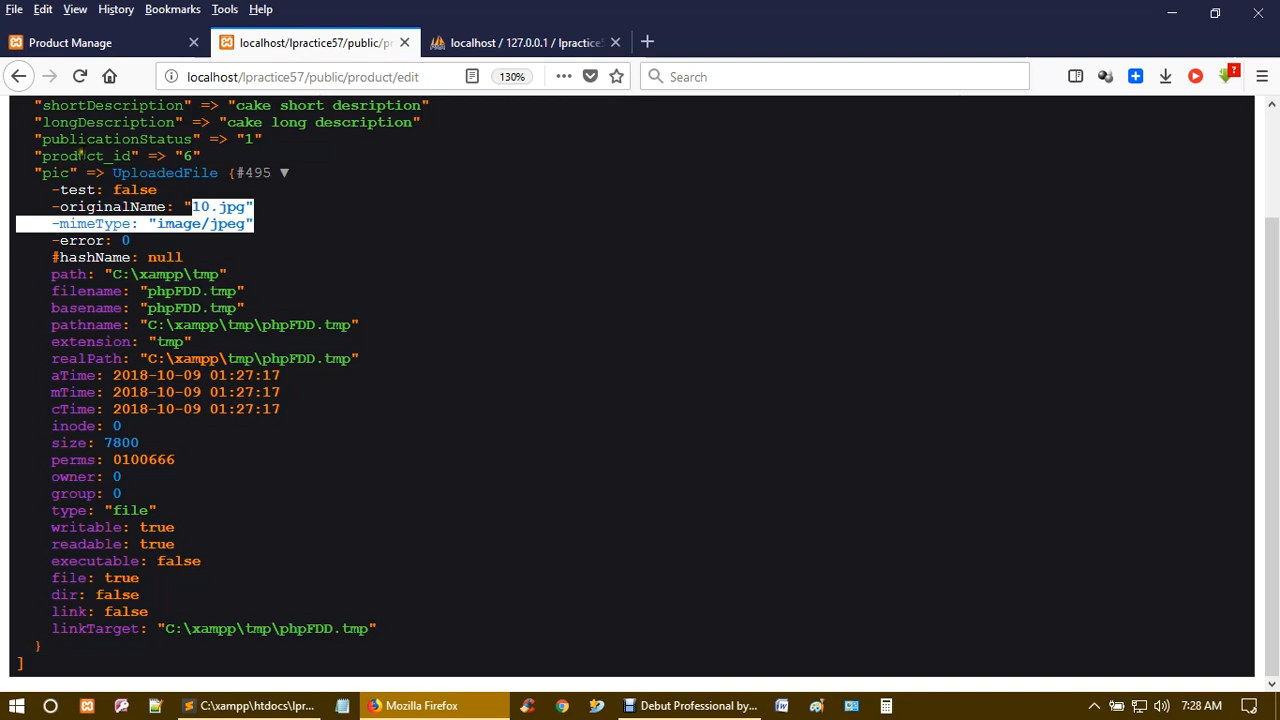 File Edit View History Bookmarks Tools Help
Product Manage
localhost/lpractice57/public/pr
localhost / 127.0.0.1 / lpractice5
localhost/lpractice57/public/product/edit
130%
Search
"shortDescription" => "cake short desription"
"longDescription" => "cake long description"
"publicationStatus" => "1"
"product_id" => "6"
"pic" => UploadedFile {#495 ▼
-test: false
-originalName: "10.jpg"
-mimeType: "image/jpeg"
-error: 0
#hashName: null
path: "C:\xampp\tmp"
filename: "phpFDD.tmp"
basename: "phpFDD.tmp"
pathname: "C:\xampp\tmp\phpFDD.tmp"
extension: "tmp"
realPath: "C:\xampp\tmp\phpFDD.tmp"
aTime: 2018-10-09 01:27:17
mTime: 2018-10-09 01:27:17
cTime: 2018-10-09 01:27:17
inode: 0
size: 7800
perms: 0100666
owner: 0
group: 0
type: "file"
writable: true
readable: true
executable: false
file: true
dir: false
link: false
linkTarget: "C:\xampp\tmp\phpFDD.tmp"
}
]
C:\xampp\htdocs\lpr...
Mozilla Firefox
Debut Professional by...
7:28 AM